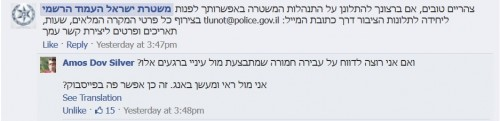 משטרת ישראל העמוד הרשמי צהריים טובים, אם ברצונך להתלונן על התנהלות המשטרה באפשרותך לפנות
ליחידה לתלונות הציבור דרך כתובת המייל: tlunot@police.gov.il בצירוף כל פרטי המקרה המלאים, שעות,
תאריכים ופרטים ליצירת קשר עמך
Like · Reply · Yesterday at 3:47pm
Amos Dov Silver ואם אני רוצה לדווח על עבירה חמורה שמתבצעת מול עיניי ברגעים אלו?
אני מול ראי ומעשן באנג. זה כן אפשר פה בפייסבוק?
See Translation
Unlike · 15 · Yesterday at 3:48pm